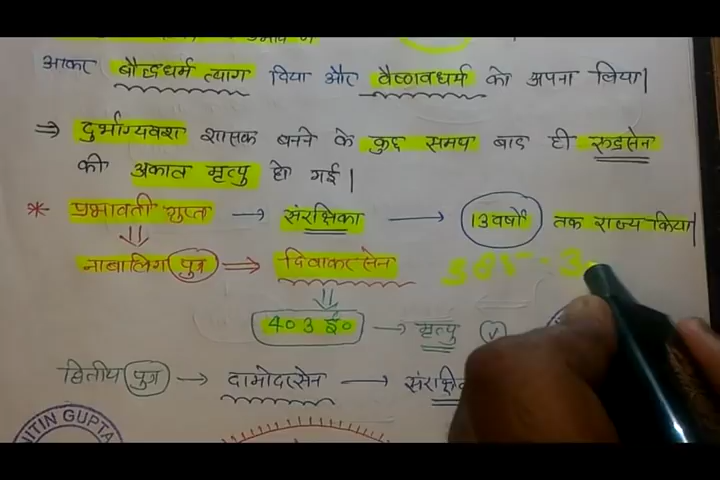 आकर बौद्धधर्म त्याग दिया और वैष्णवधर्म को अपना लिया|
⇒ दुर्भाग्यवश शासक बनने के कुछ समय बाद ही रुद्रसेन
की अकाल मृत्यु हो गई|
* प्रभावती गुप्त → संरक्षिका → 13 वर्षों तक राज्य किया|
नाबालिग पुत्र ⇒ दिवाकर सेन
403 ई० → मृत्यु
द्वितीय पुत्र → दामोदरसेन →
NITIN GUPTA